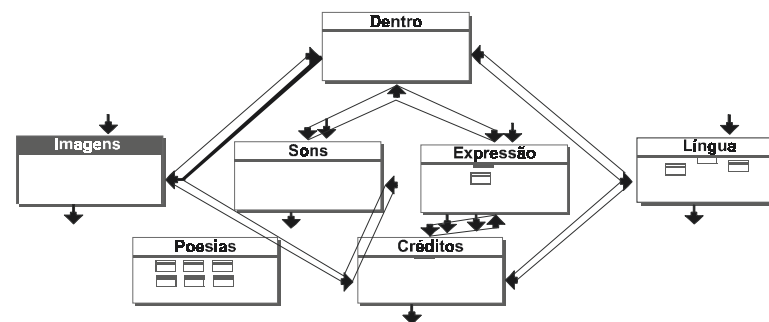 Dentro
Imagens
Sons
Expressão
Língua
Poesias
Créditos